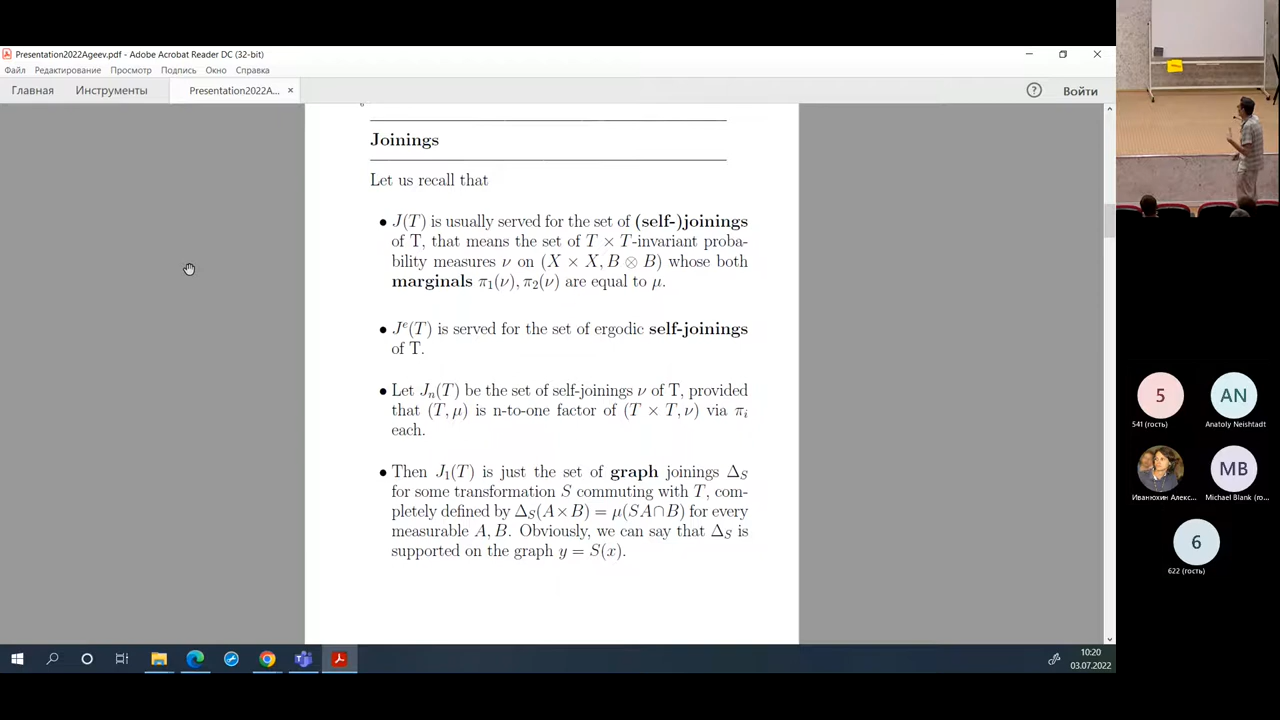 Presentation2022Ageev.pdf - Adobe Acrobat Reader DC (32-bit)
Файл Редактирование Просмотр Подпись Окно Справка
Главная Инструменты Presentation2022A... × Войти
Joinings
Let us recall that
• J(T) is usually served for the set of (self-)joinings
of T, that means the set of T × T-invariant proba-
bility measures ν on (X × X, B ⊗ B) whose both
marginals π₁(ν), π₂(ν) are equal to μ.
• Jᵉ(T) is served for the set of ergodic self-joinings
of T.
• Let Jₙ(T) be the set of self-joinings ν of T, provided
that (T, μ) is n-to-one factor of (T × T, ν) via πᵢ
each.
• Then J₁(T) is just the set of graph joinings Δ_S
for some transformation S commuting with T, com-
pletely defined by Δ_S(A×B) = μ(SA∩B) for every
measurable A, B. Obviously, we can say that Δ_S is
supported on the graph y = S(x).
5
541 (гость)
AN
Anatoly Neishtadt
Иванюхин Алекс...
MB
Michael Blank (го...
6
622 (гость)
10:20
03.07.2022